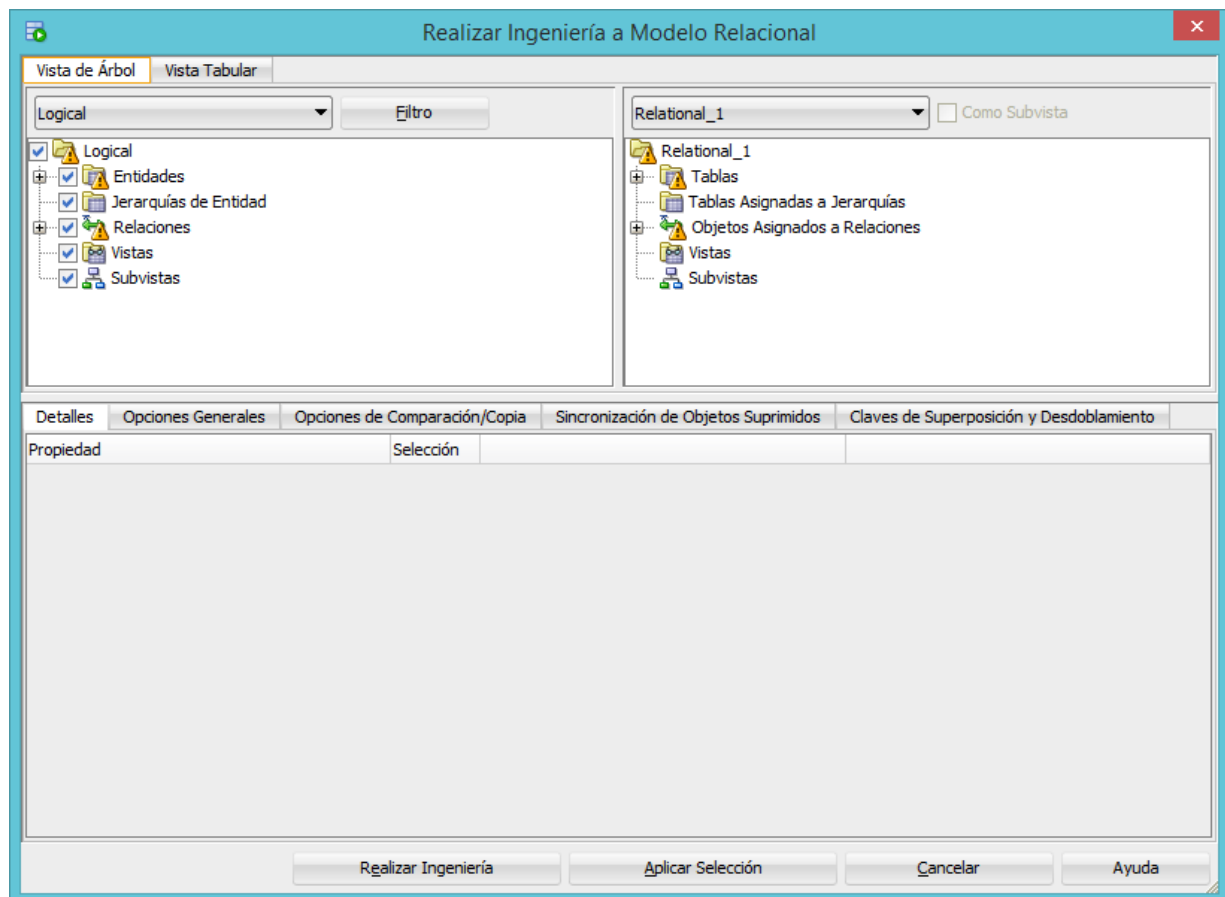 Realizar Ingeniería a Modelo Relacional
Vista de Árbol Vista Tabular
Logical Filtro
Logical
Entidades
Jerarquías de Entidad
Relaciones
Vistas
Subvistas
Relational_1 Como Subvista
Relational_1
Tablas
Tablas Asignadas a Jerarquías
Objetos Asignados a Relaciones
Vistas
Subvistas
Detalles Opciones Generales Opciones de Comparación/Copia Sincronización de Objetos Suprimidos Claves de Superposición y Desdoblamiento
Propiedad Selección
Realizar Ingeniería Aplicar Selección Cancelar Ayuda